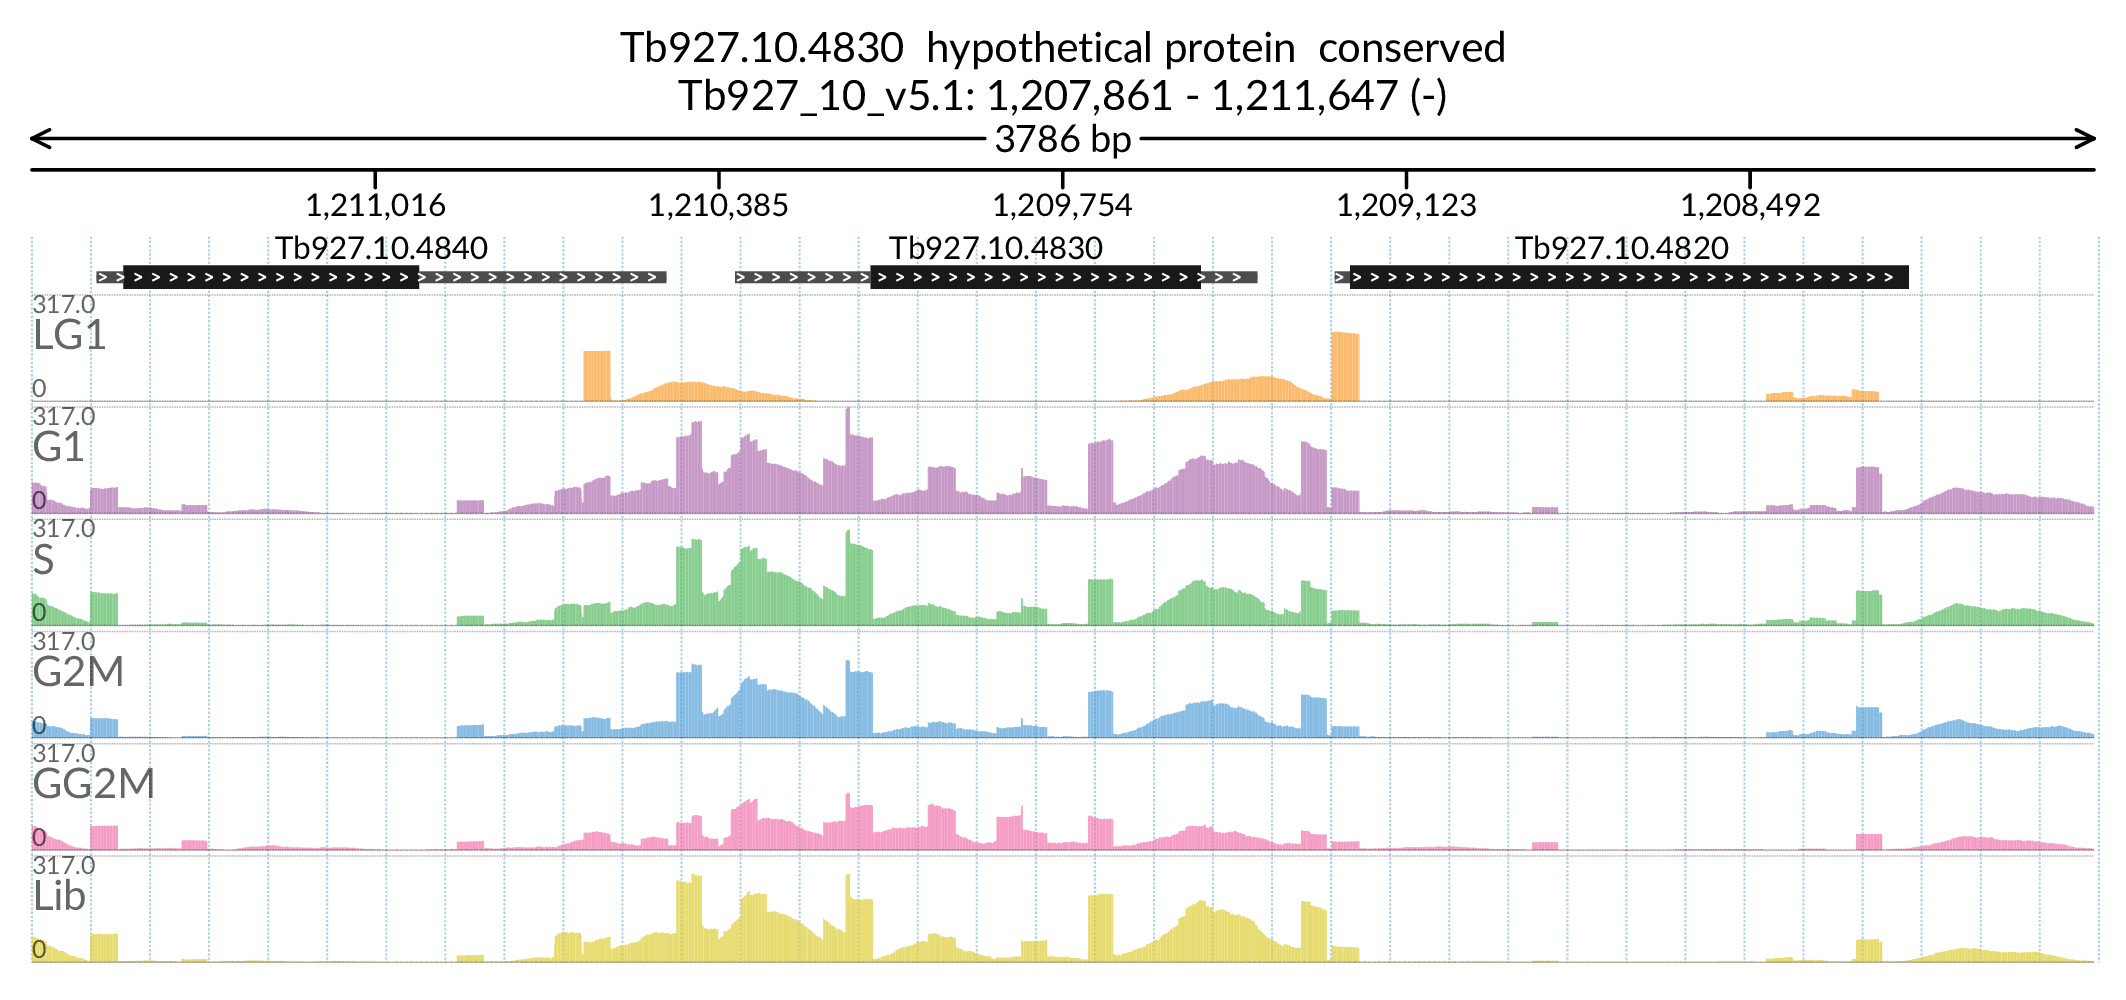 Tb927.10.4830 hypothetical protein conserved
Tb927_10_v5.1: 1,207,861 - 1,211,647 (-)
3786 bp
1,211,016 1,210,385 1,209,754 1,209,123 1,208,492
Tb927.10.4840 Tb927.10.4830 Tb927.10.4820
317.0
LG1
0
317.0
G1
0
317.0
S
0
317.0
G2M
0
317.0
GG2M
0
317.0
Lib
0